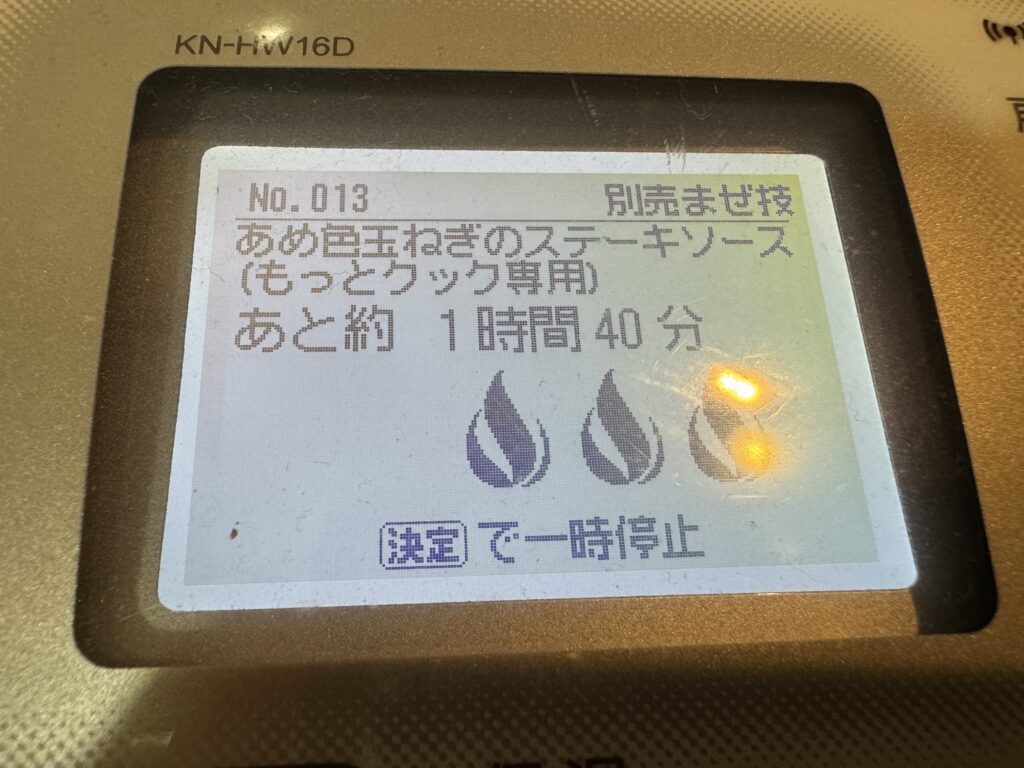 KN-HW16D
No.013 別売まぜ技
あめ色玉ねぎのステーキソース
(もっとクック専用)
あと約 1時間40分
決定で一時停止